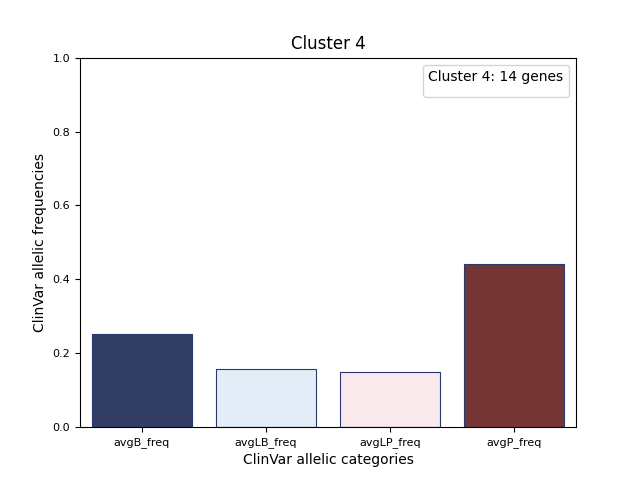 Cluster 4
Cluster 4: 14 genes
ClinVar allelic frequencies
1.0
0.8
0.6
0.4
0.2
0.0
avgB_freq avgLB_freq avgLP_freq avgP_freq
ClinVar allelic categories